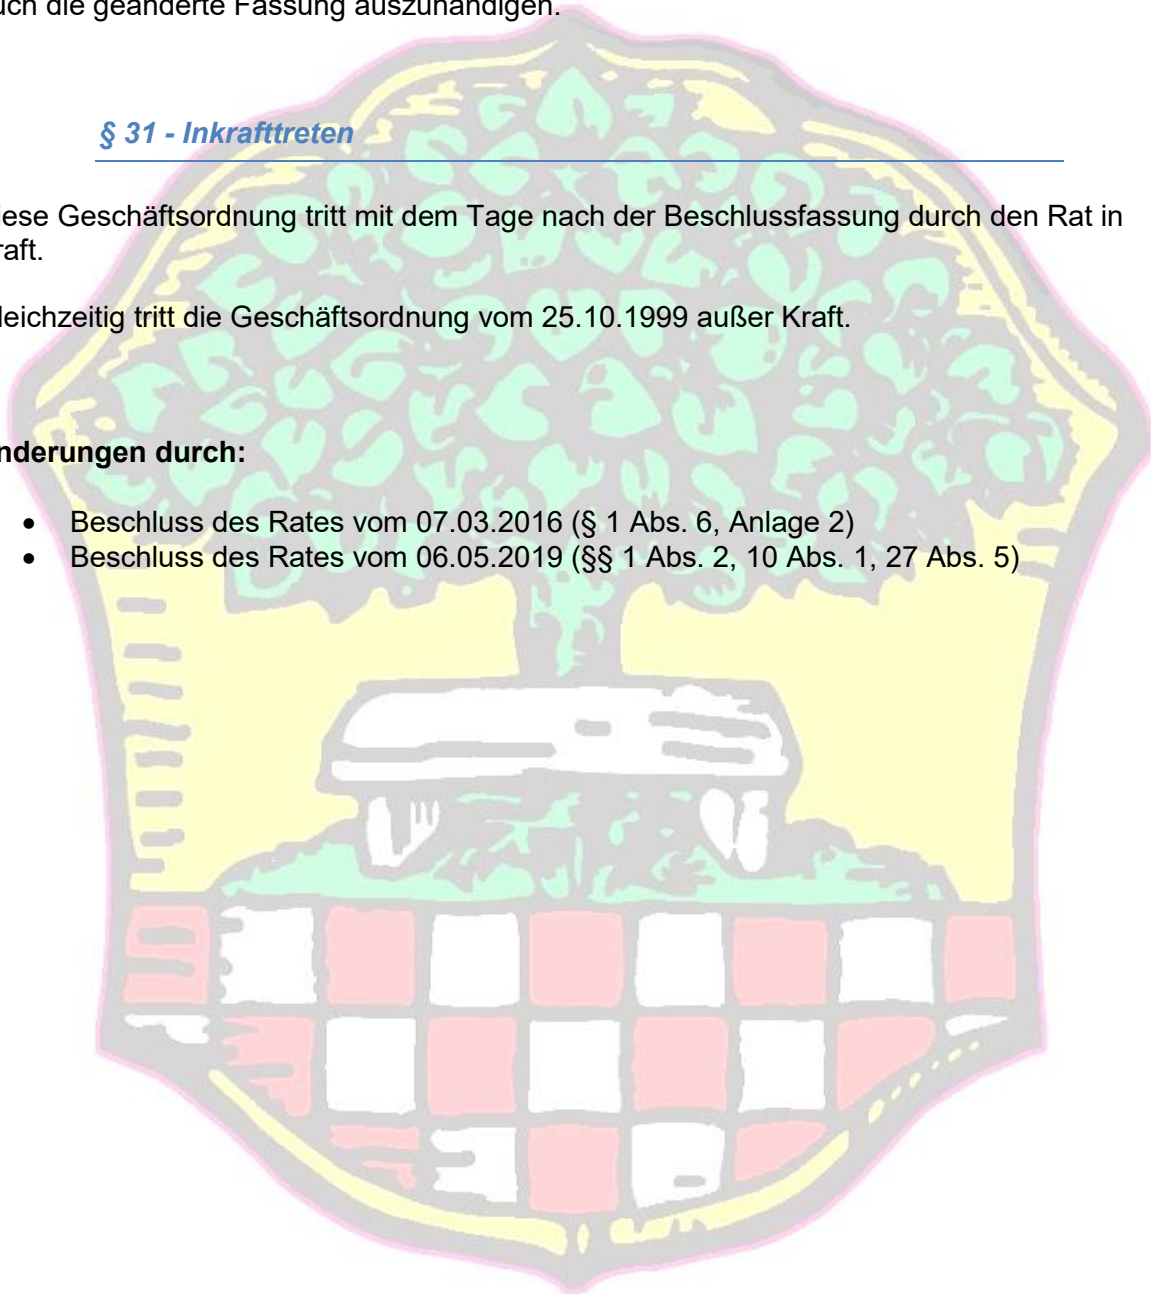 uch die geänderte Fassung auszuhändigen.
§ 31 - Inkrafttreten
iese Geschäftsordnung tritt mit dem Tage nach der Beschlussfassung durch den Rat in
raft.
leichzeitig tritt die Geschäftsordnung vom 25.10.1999 außer Kraft.
nderungen durch:
• Beschluss des Rates vom 07.03.2016 (§ 1 Abs. 6, Anlage 2)
• Beschluss des Rates vom 06.05.2019 (§§ 1 Abs. 2, 10 Abs. 1, 27 Abs. 5)